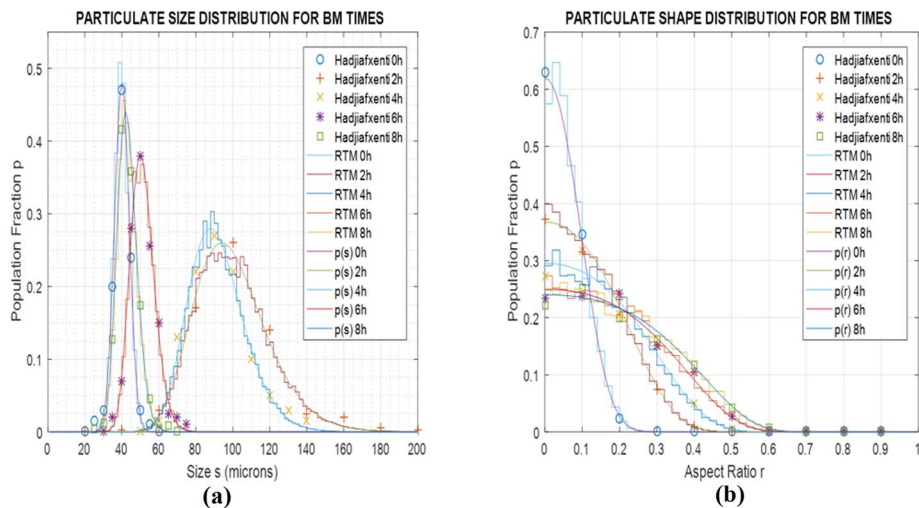 PARTICULATE SIZE DISTRIBUTION FOR BM TIMES
Population Fraction p
0.5
0.4
0.3
0.2
0.1
0
0 20 40 60 80 100 120 140 160 180 200
Size s (microns)
Hadjiafxenti 0h
Hadjiafxenti 2h
Hadjiafxenti 4h
Hadjiafxenti 6h
Hadjiafxenti 8h
RTM 0h
RTM 2h
RTM 4h
RTM 6h
RTM 8h
p(s) 0h
p(s) 2h
p(s) 4h
p(s) 6h
p(s) 8h
(a)
PARTICULATE SHAPE DISTRIBUTION FOR BM TIMES
Population Fraction p
0.7
0.6
0.5
0.4
0.3
0.2
0.1
0
0 0.1 0.2 0.3 0.4 0.5 0.6 0.7 0.8 0.9 1
Aspect Ratio r
Hadjiafxenti 0h
Hadjiafxenti 2h
Hadjiafxenti 4h
Hadjiafxenti 6h
Hadjiafxenti 8h
RTM 0h
RTM 2h
RTM 4h
RTM 6h
RTM 8h
p(r) 0h
p(r) 2h
p(r) 4h
p(r) 6h
p(r) 8h
(b)